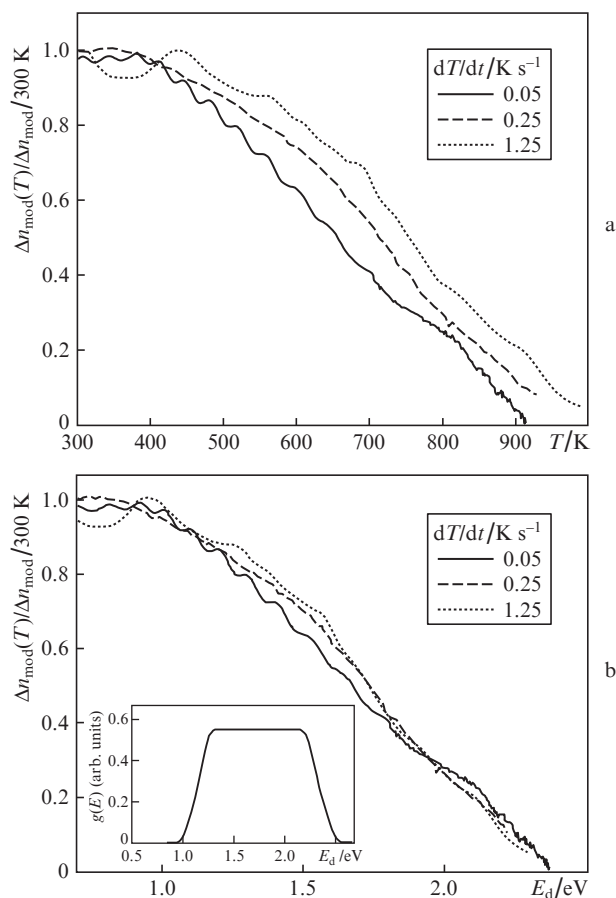 Δn_mod(T)/Δn_mod/300 K
1.0
0.8
0.6
0.4
0.2
0
dT/dt/K s⁻¹
0.05
0.25
1.25
a
300 400 500 600 700 800 900 T/K
Δn_mod(T)/Δn_mod/300 K
1.0
0.8
0.6
0.4
0.2
0
dT/dt/K s⁻¹
0.05
0.25
1.25
b
g(E) (arb. units)
0.6
0.4
0.2
0
0.5 1.0 1.5 2.0 E_d/eV
1.0 1.5 2.0 E_d/eV